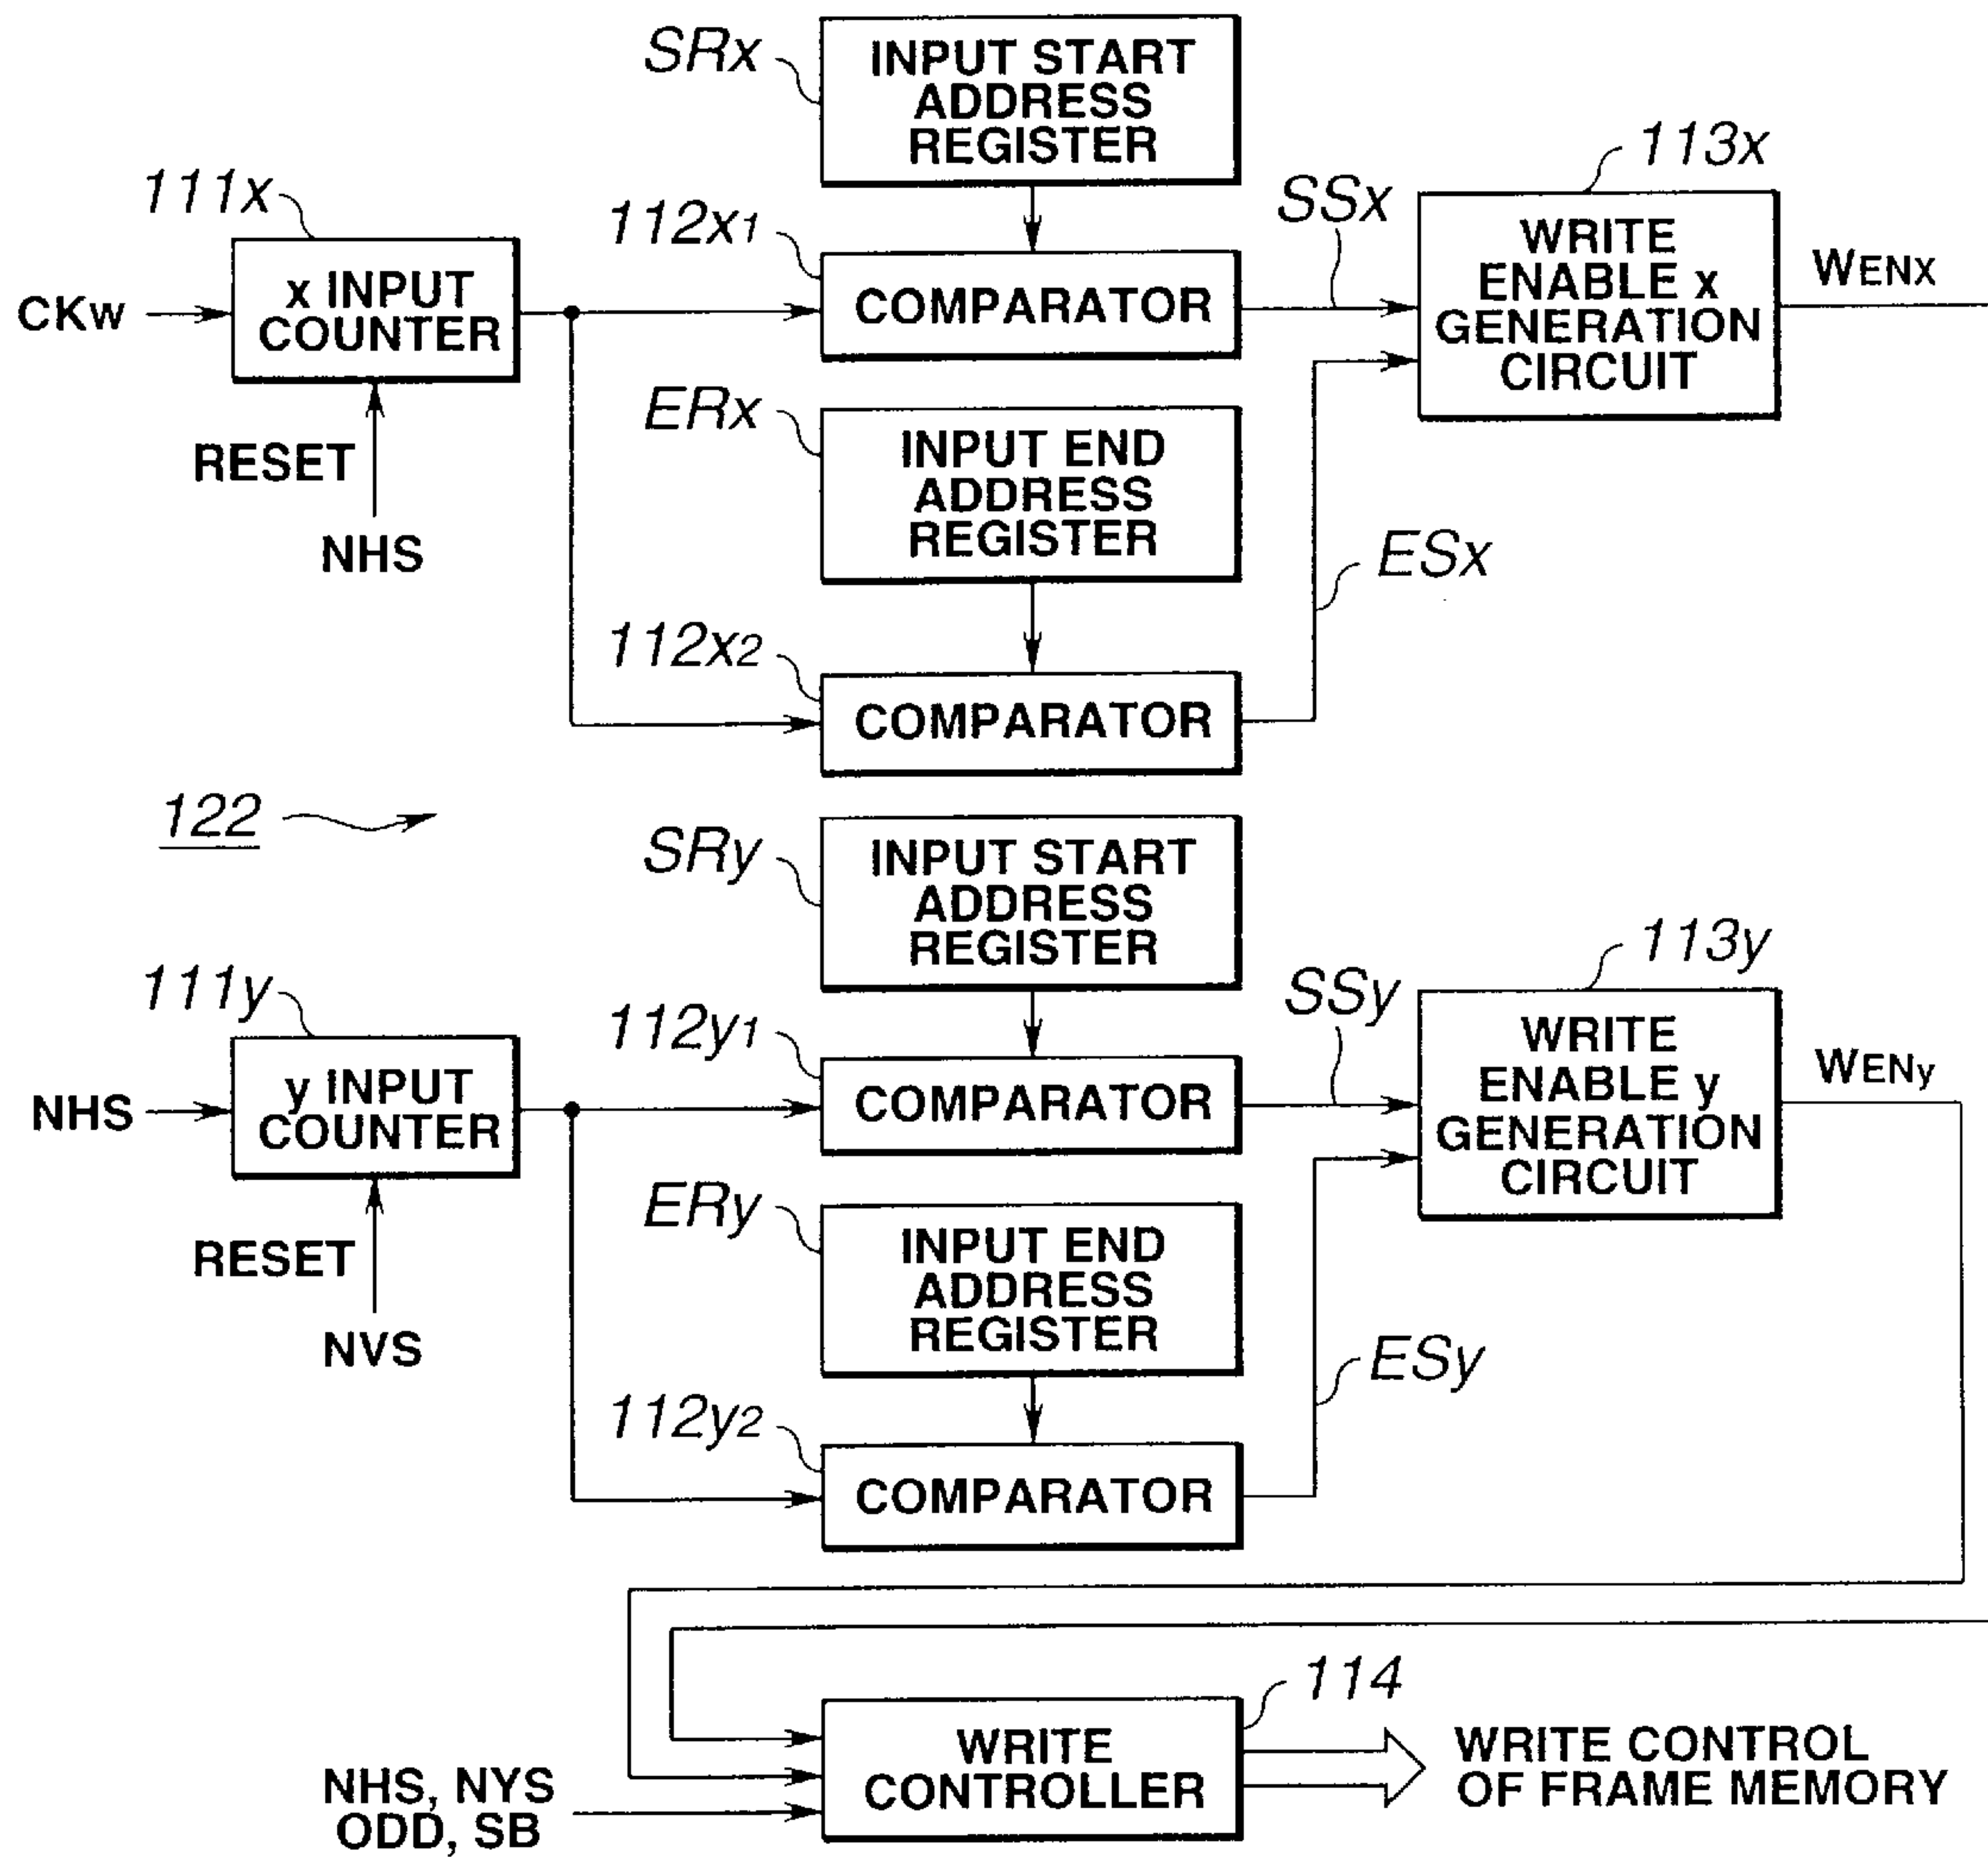 SRx
INPUT START
ADDRESS
REGISTER
113x
111x
112x1
SSx
WRITE
ENABLE x
GENERATION
CIRCUIT
WENX
CKW
x INPUT
COUNTER
COMPARATOR
ERx
RESET
NHS
INPUT END
ADDRESS
REGISTER
ESx
112x2
COMPARATOR
122
SRy
INPUT START
ADDRESS
REGISTER
113y
111y
112y1
SSy
WRITE
ENABLE y
GENERATION
CIRCUIT
WENy
NHS
y INPUT
COUNTER
COMPARATOR
ERy
RESET
NVS
INPUT END
ADDRESS
REGISTER
ESy
112y2
COMPARATOR
114
NHS, NYS
ODD, SB
WRITE
CONTROLLER
WRITE CONTROL
OF FRAME MEMORY